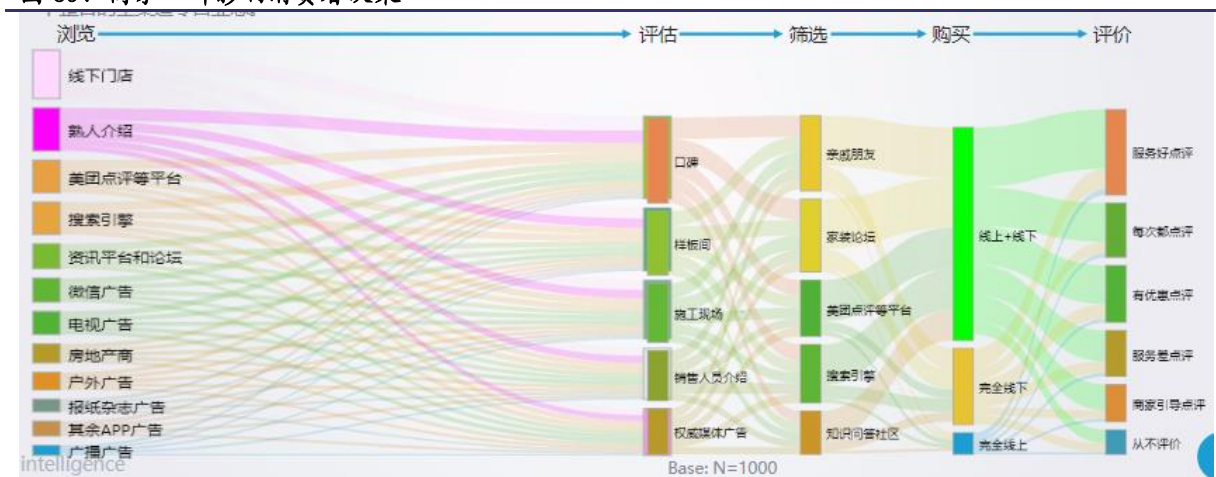 浏览 评估 筛选 购买 评价
线下门店
熟人介绍
美团点评等平台
搜索引擎
资讯平台和论坛
微信广告
电视广告
房地产商
户外广告
报纸杂志广告
其余APP广告
广播广告
口碑
样板间
施工现场
销售人员介绍
权威媒体广告
亲戚朋友
家装论坛
美团点评等平台
搜索引擎
知识问答社区
线上+线下
完全线下
完全线上
服务好点评
每次都点评
有优惠点评
服务差点评
商家引导点评
从不评价
intelligence
Base: N=1000